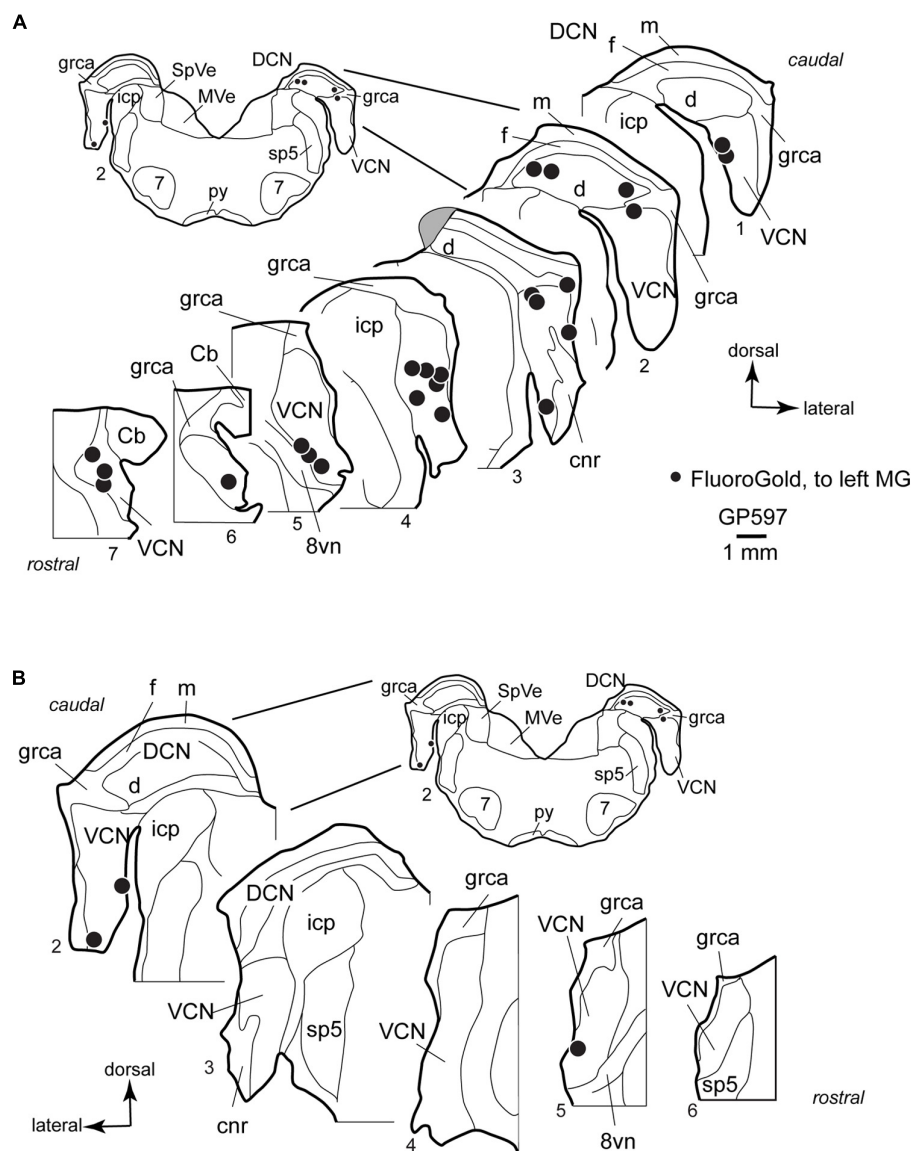 A
grca
SpVe
icp
MVe
DCN
grca
sp5
VCN
2
7
7
py
DCN
m
f
caudal
d
icp
grca
VCN
1
m
f
d
VCN
grca
2
d
cnr
3
grca
icp
4
grca
VCN
5
8vn
Cb
grca
6
Cb
VCN
7
rostral
dorsal
lateral
FluoroGold, to left MG
GP597
1 mm
B
caudal
f
m
grca
DCN
d
VCN
icp
2
grca
SpVe
icp
MVe
DCN
grca
sp5
VCN
2
7
7
py
DCN
icp
VCN
sp5
3
cnr
grca
VCN
4
grca
VCN
5
8vn
grca
VCN
sp5
6
rostral
dorsal
lateral